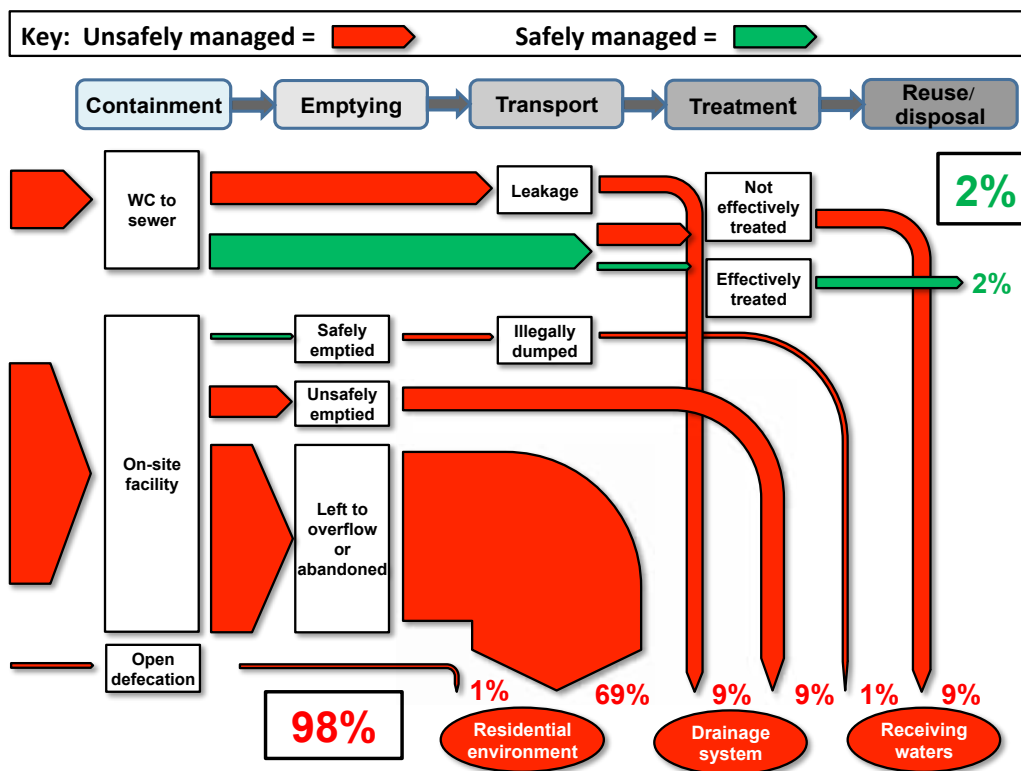 Key: Unsafely managed =
Safely managed =
Containment
Emptying
Transport
Treatment
Reuse/
disposal
WC to
sewer
Leakage
Not
effectively
treated
2%
Effectively
treated
2%
On-site
facility
Safely
emptied
Illegally
dumped
Unsafely
emptied
Left to
overflow
or
abandoned
Open
defecation
98%
1%
69%
9%
9%
1%
9%
Residential
environment
Drainage
system
Receiving
waters